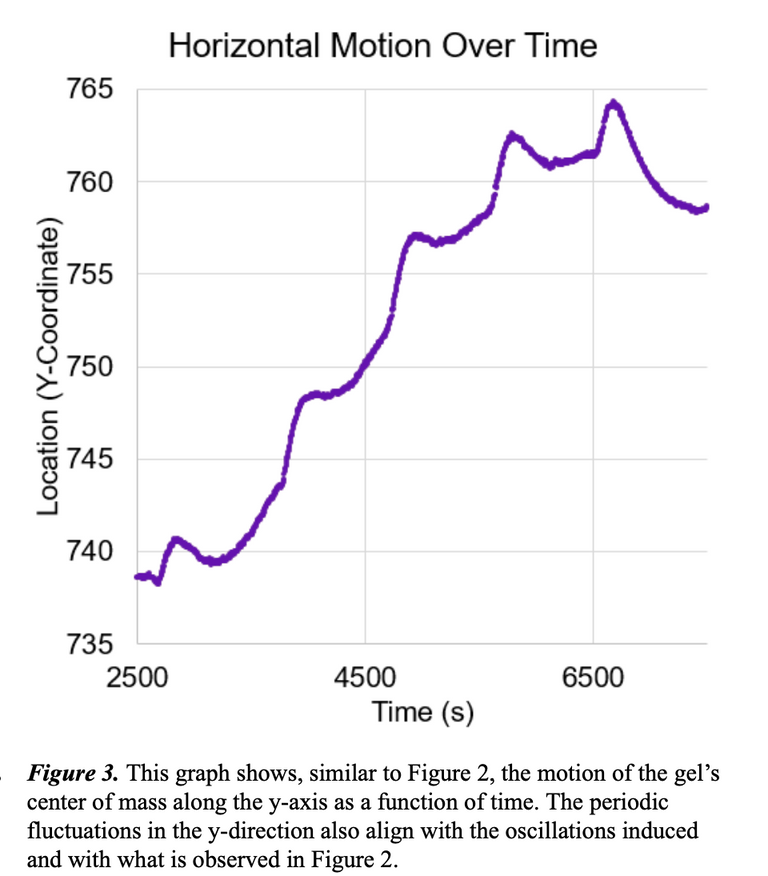 Horizontal Motion Over Time
765
760
755
750
745
740
735
Location (Y-Coordinate)
2500
4500
6500
Time (s)
Figure 3. This graph shows, similar to Figure 2, the motion of the gel’s
center of mass along the y-axis as a function of time. The periodic
fluctuations in the y-direction also align with the oscillations induced
and with what is observed in Figure 2.